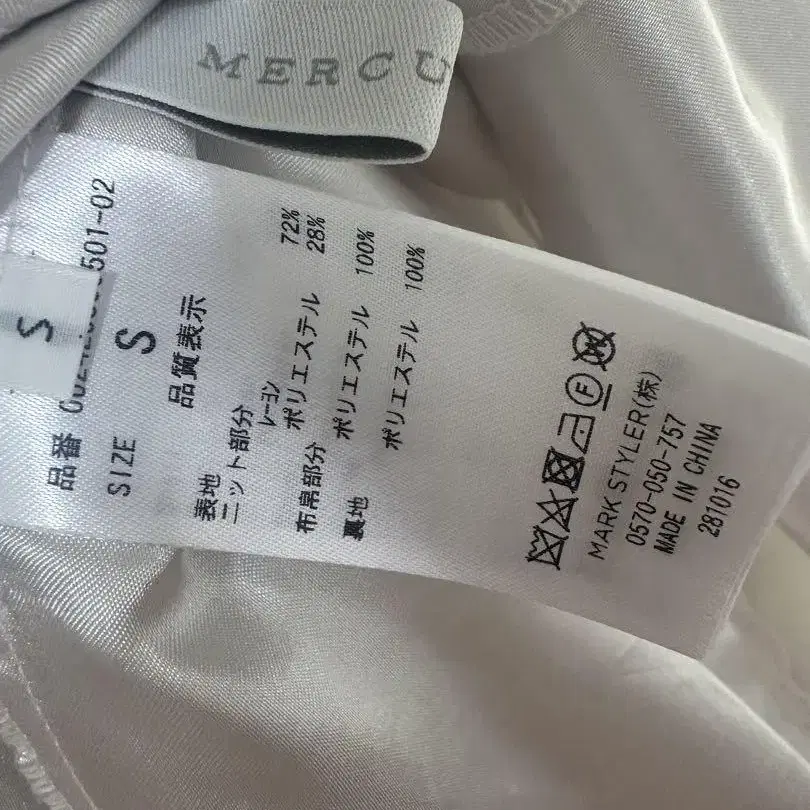 MERCU
S
品番 501-02
SIZE S
品質表示
表地
ニット部分
レーヨン 72%
ポリエステル 28%
布帛部分
ポリエステル 100%
裏地
ポリエステル 100%
MARK STYLER(株)
0570-050-757
MADE IN CHINA
281016